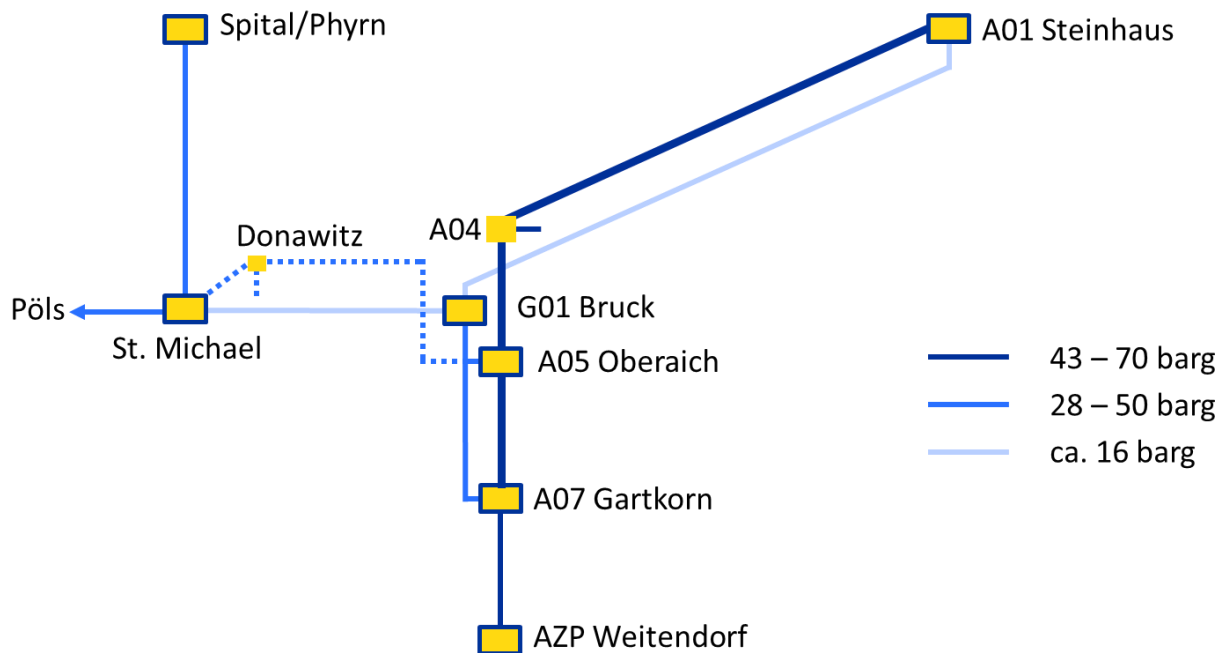 Spital/Phyrn
A01 Steinhaus
A04
Donawitz
Pöls
G01 Bruck
St. Michael
A05 Oberaich
43 – 70 barg
28 – 50 barg
ca. 16 barg
A07 Gartkorn
AZP Weitendorf